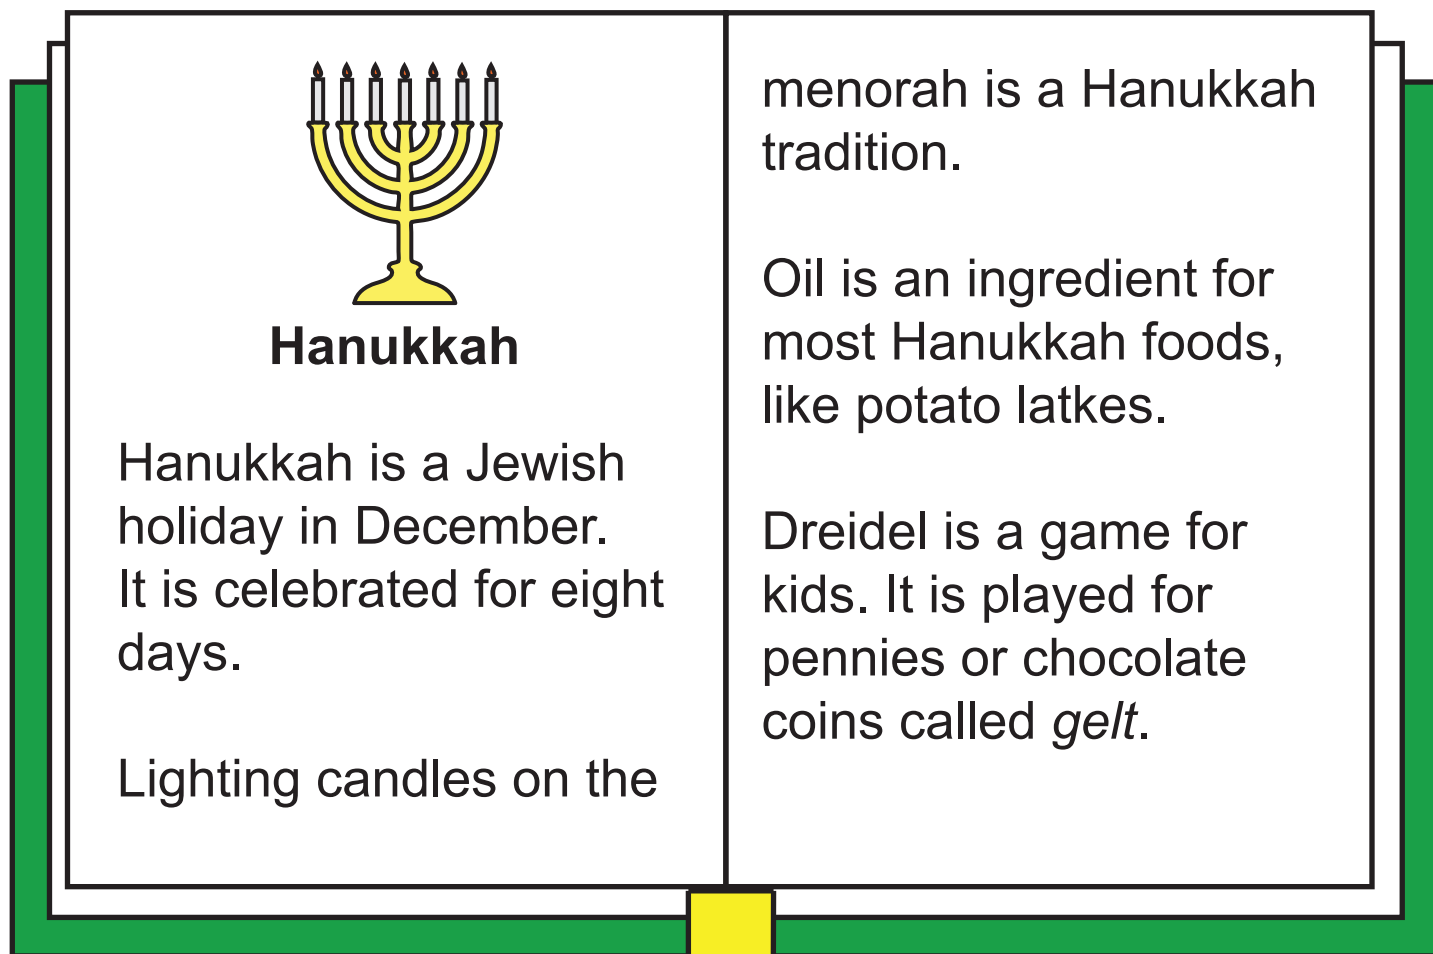 Hanukkah
Hanukkah is a Jewish
holiday in December.
It is celebrated for eight
days.
Lighting candles on the
menorah is a Hanukkah
tradition.
Oil is an ingredient for
most Hanukkah foods,
like potato latkes.
Dreidel is a game for
kids. It is played for
pennies or chocolate
coins called gelt.